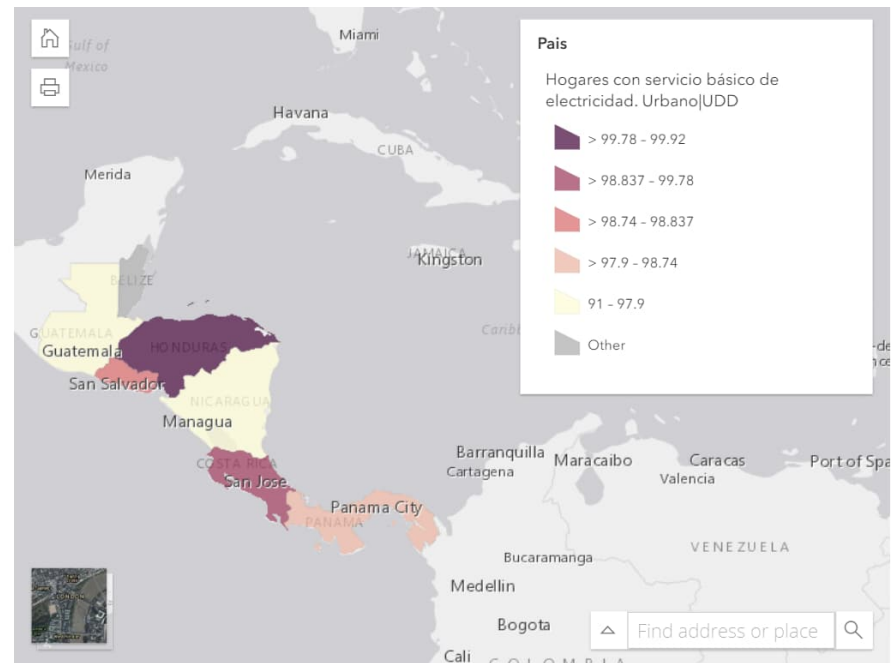 Gulf of
Mexico
Miami
Havana
CUBA
Merida
JAMAICA
Kingston
BELIZE
GUATEMALA
Guatemala
HONDURAS
San Salvador
NICARAGUA
Managua
COSTA RICA
San Jose
Panama City
PANAMA
Barranquilla
Cartagena
Maracaibo
Caracas
Valencia
Port of Spa
Bucaramanga
VENEZUELA
Medellin
Bogota
Cali
COLOMBIA
LONDON
Pais
Hogares con servicio básico de
electricidad. Urbano|UDD
> 99.78 - 99.92
> 98.837 - 99.78
> 98.74 - 98.837
> 97.9 - 98.74
91 - 97.9
Other
Find address or place